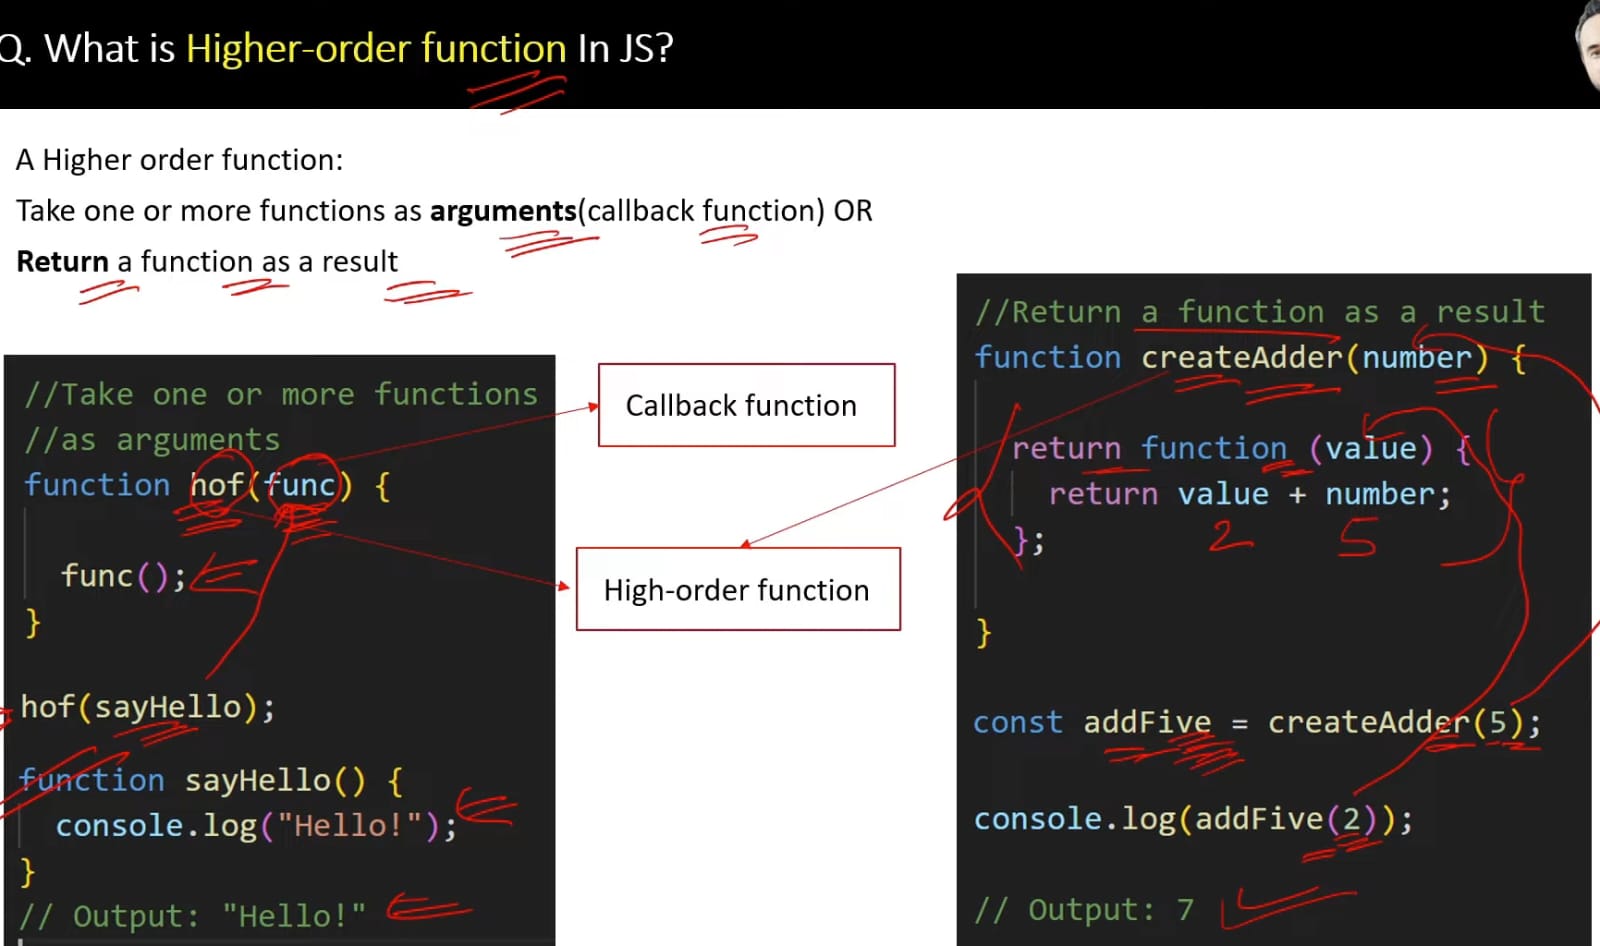 Q. What is Higher-order function In JS?
A Higher order function:
Take one or more functions as arguments(callback function) OR
Return a function as a result
//Take one or more functions
//as arguments
function hof(func) {
func();
}
hof(sayHello);
function sayHello() {
console.log("Hello!");
}
// Output: "Hello!"
Callback function
High-order function
//Return a function as a result
function createAdder(number) {
return function (value) {
return value + number;
};
2 5
}
const addFive = createAdder(5);
console.log(addFive(2));
// Output: 7